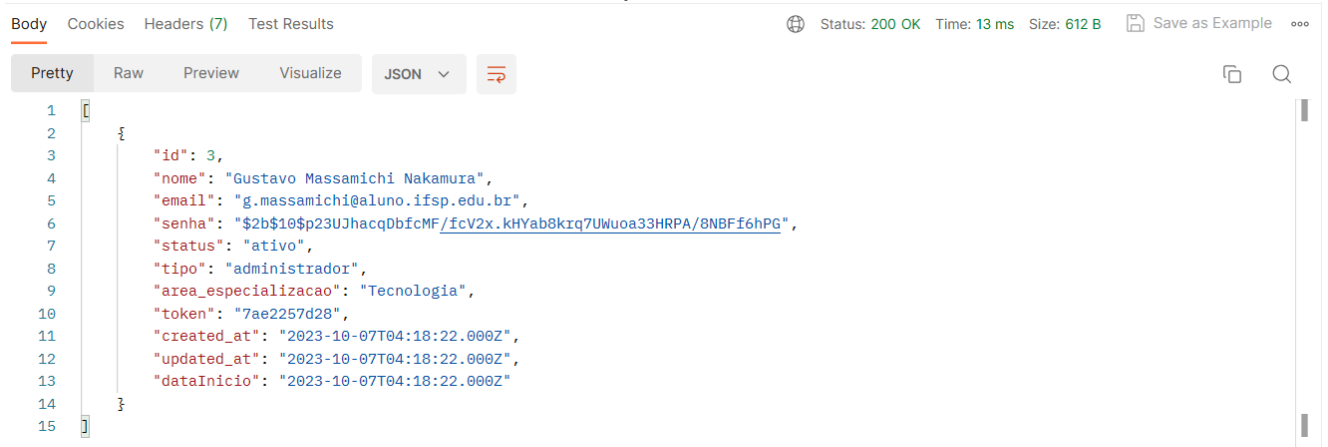 Body Cookies Headers (7) Test Results Status: 200 OK Time: 13 ms Size: 612 B Save as Example
Pretty Raw Preview Visualize JSON
1 [
2 {
3 "id": 3,
4 "nome": "Gustavo Massamichi Nakamura",
5 "email": "g.massamichi@aluno.ifsp.edu.br",
6 "senha": "$2b$10$p23UJhacqDbfcMF/fcV2x.kHYab8krq7UWuoa33HRPA/8NBFf6hPG",
7 "status": "ativo",
8 "tipo": "administrador",
9 "area_especializacao": "Tecnologia",
10 "token": "7ae2257d28",
11 "created_at": "2023-10-07T04:18:22.000Z",
12 "updated_at": "2023-10-07T04:18:22.000Z",
13 "dataInicio": "2023-10-07T04:18:22.000Z"
14 }
15 ]